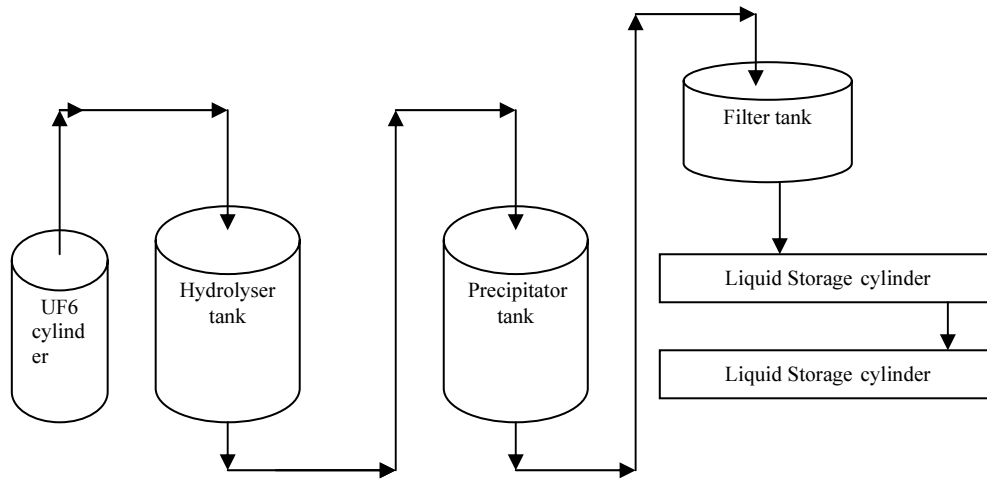 Filter tank
UF6
cylind
er
Hydrolyser
tank
Precipitator
tank
Liquid Storage cylinder
Liquid Storage cylinder